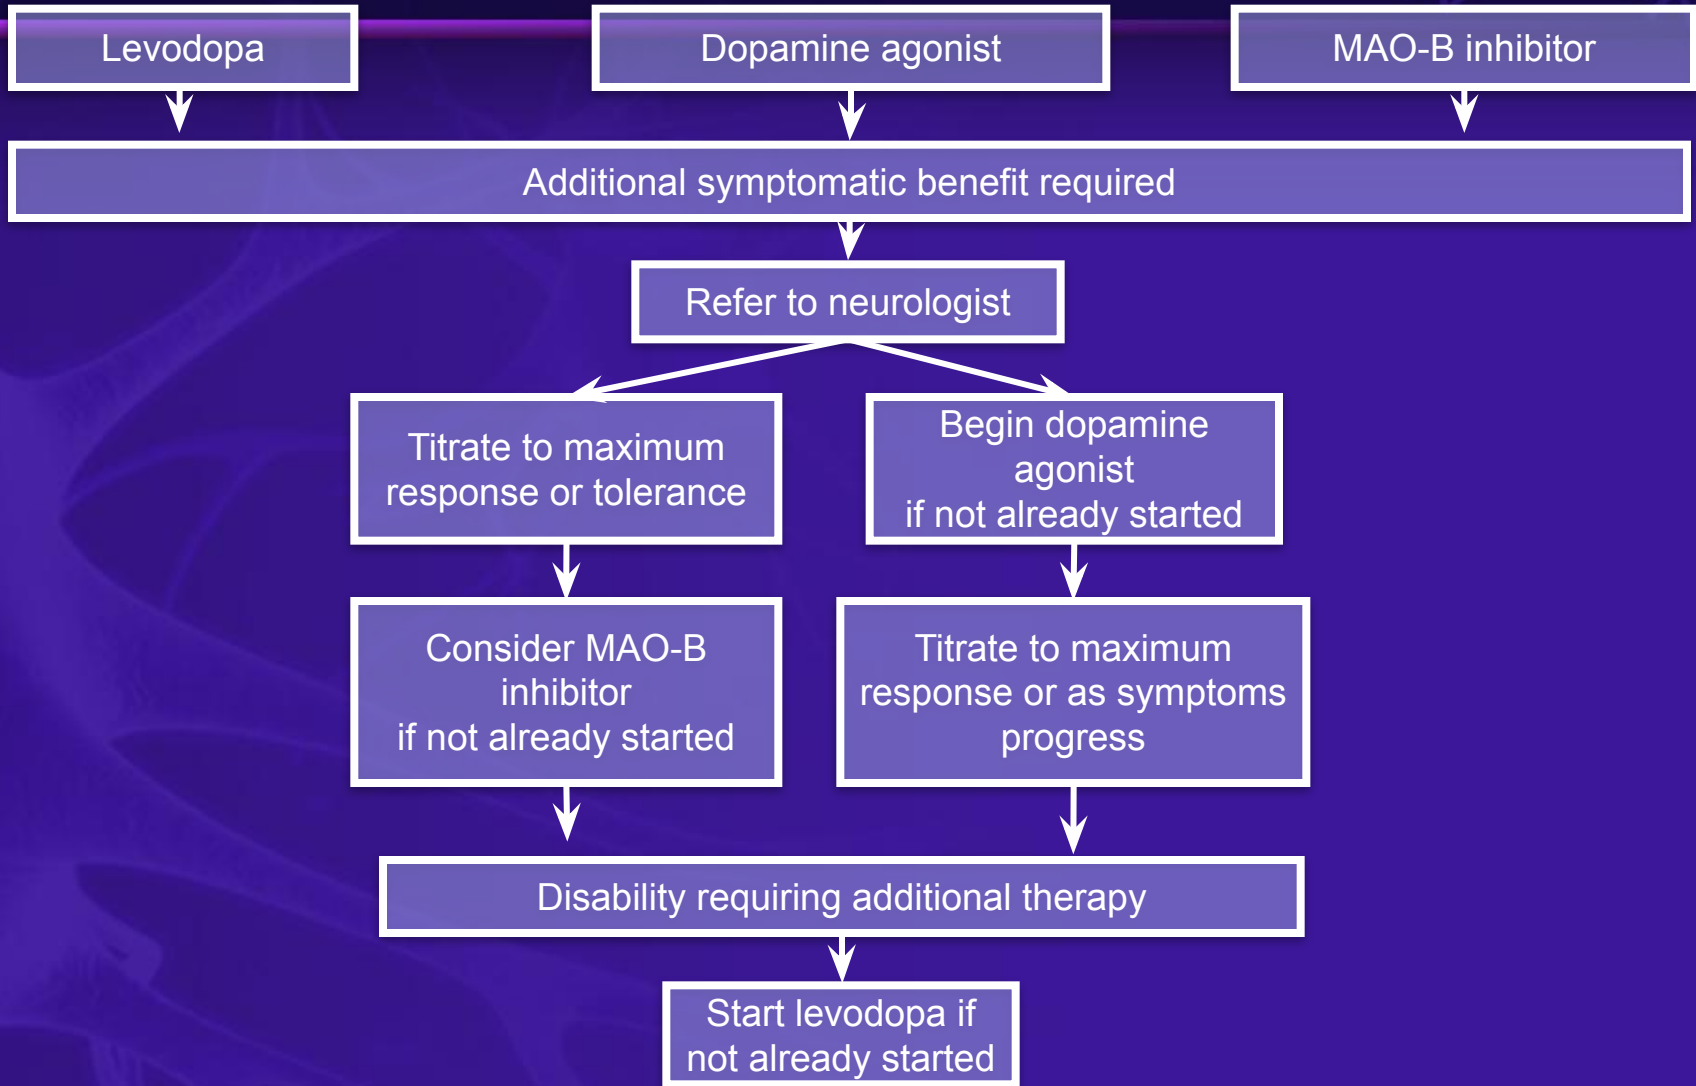 Levodopa
Dopamine agonist
MAO-B inhibitor
Additional symptomatic benefit required
Refer to neurologist
Titrate to maximum
response or tolerance
Begin dopamine
agonist
if not already started
Consider MAO-B
inhibitor
if not already started
Titrate to maximum
response or as symptoms
progress
Disability requiring additional therapy
Start levodopa if
not already started